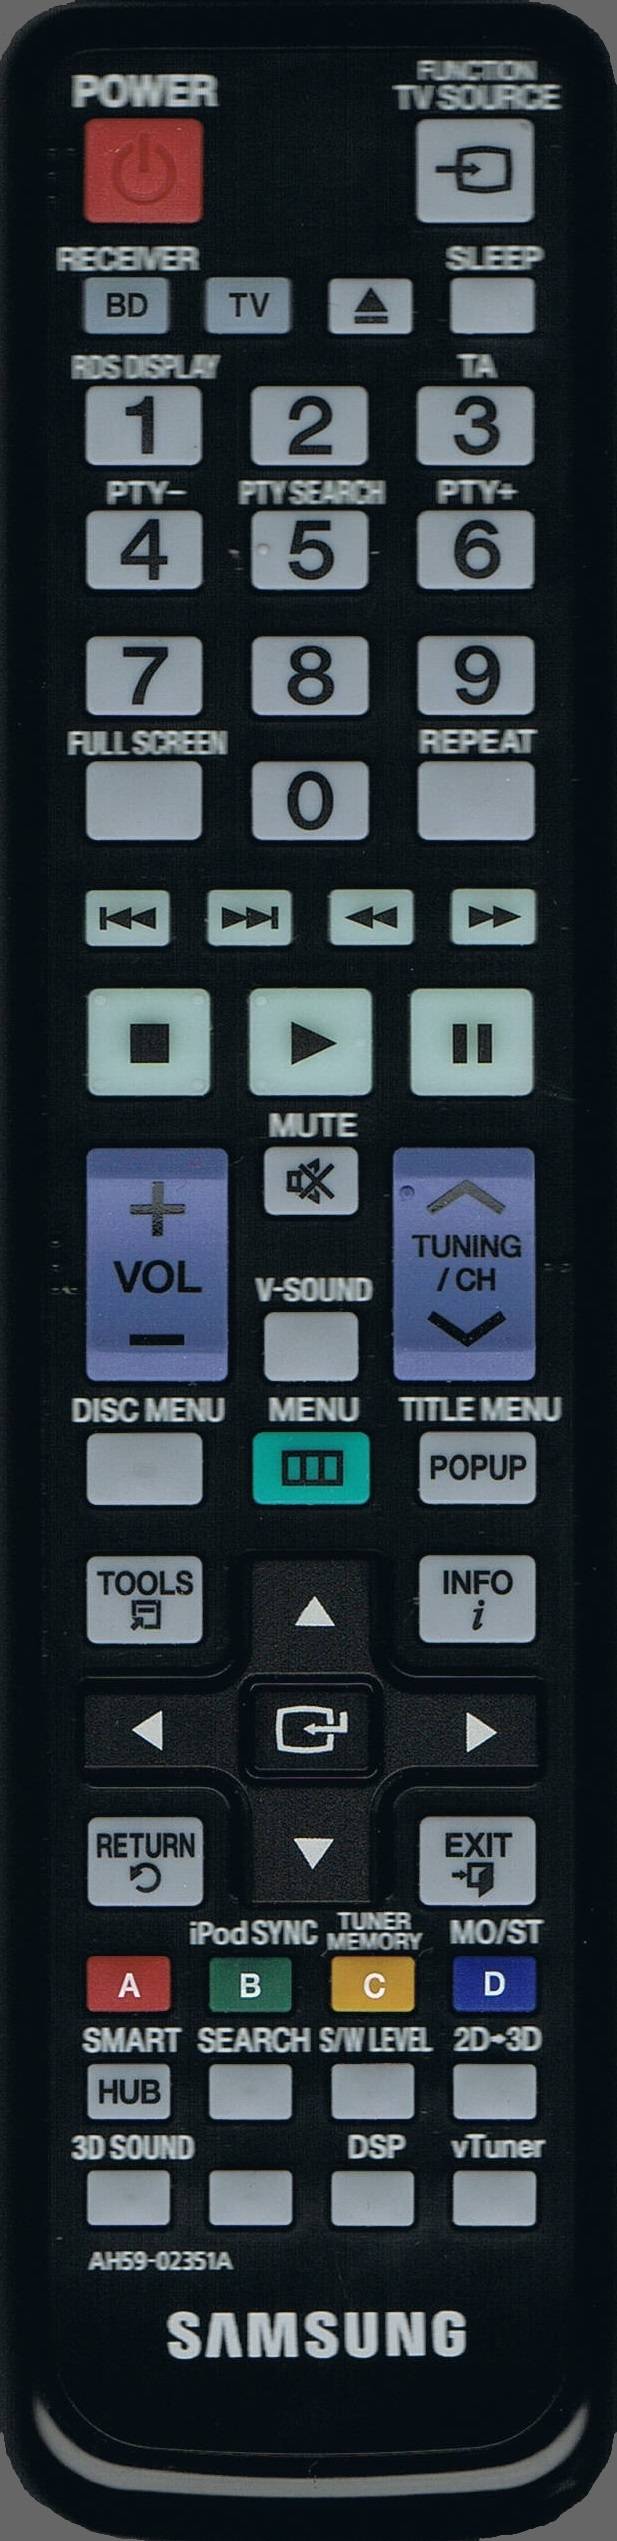 POWER
FUNCTION
TV SOURCE
RECEIVER
SLEEP
BD TV
RDS DISPLAY
TA
1 2 3
PTY- PTY SEARCH PTY+
4 5 6
7 8 9
FULL SCREEN
REPEAT
0
MUTE
+
VOL
-
TUNING
/ CH
V-SOUND
DISC MENU MENU TITLE MENU
POPUP
TOOLS
INFO
i
RETURN
EXIT
iPod SYNC
TUNER
MEMORY
MO/ST
A B C D
SMART SEARCH S/W LEVEL 2D→3D
HUB
3D SOUND DSP vTuner
AH59-02351A
SAMSUNG